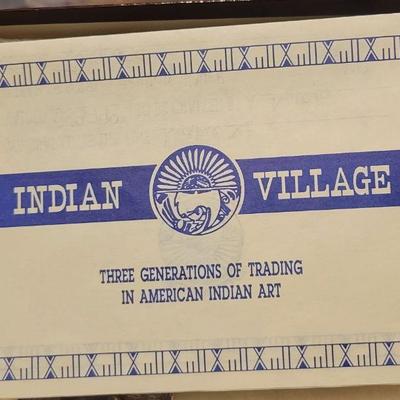 INDIAN VILLAGE
THREE GENERATIONS OF TRADING
IN AMERICAN INDIAN ART